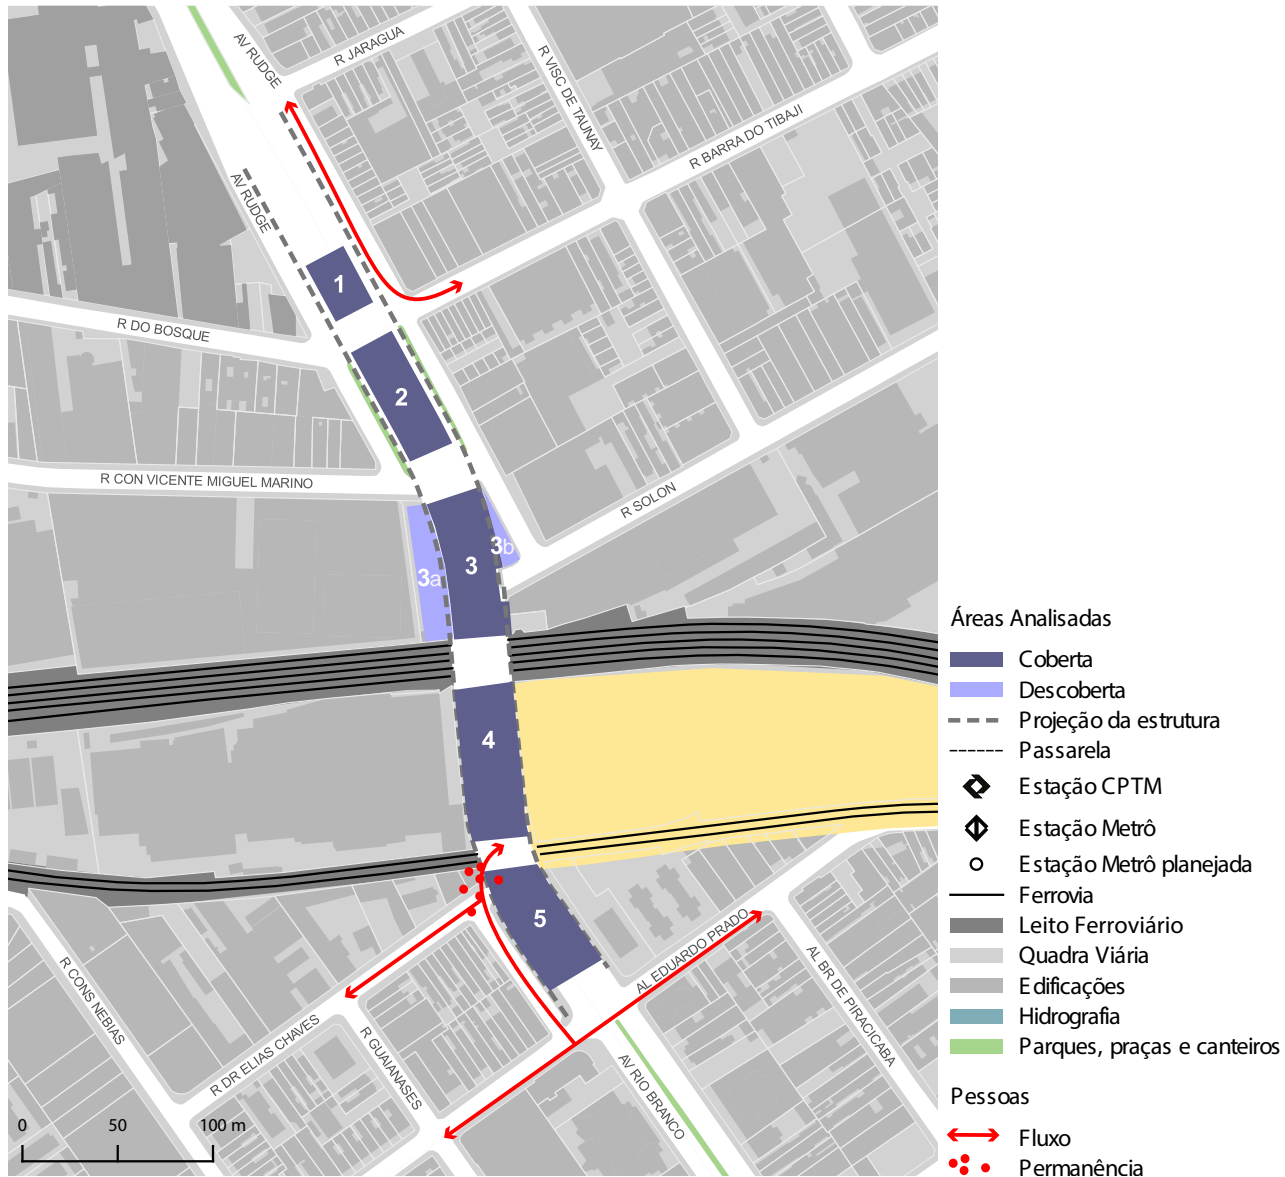 AV RUDGE
R JARAGUA
R VISC DE TAUNAY
R BARRA DO TIBAJI
AV RUDGE
1
R DO BOSQUE
2
R CON VICENTE MIGUEL MARINO
R SOLON
3
3b
3a
4
5
AL EDUARDO PRADO
AL BR DE PIRACICABA
R CONS NEBIAS
R DR ELIAS CHAVES
R GUAIANASES
AV RIO BRANCO
0 50 100 m
Áreas Analisadas
Coberta
Descoberta
Projeção da estrutura
Passarela
Estação CPTM
Estação Metrô
Estação Metrô planejada
Ferrovia
Leito Ferroviário
Quadra Viária
Edificações
Hidrografia
Parques, praças e canteiros
Pessoas
Fluxo
Permanência